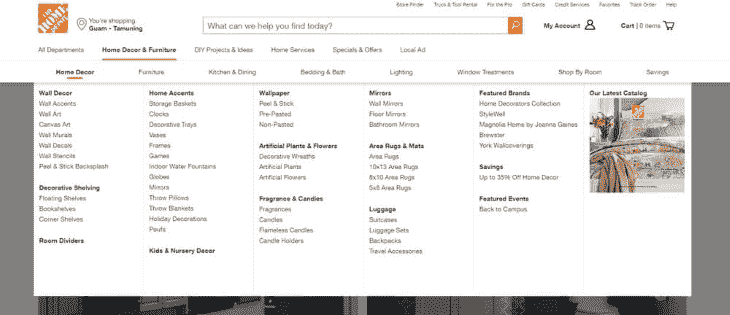 Store Finder Truck & Tool Rental For the Pro Gift Cards Credit Services Favorites Track Order Help
THE HOME DEPOT
You're shopping
Guam - Tamuning
What can we help you find today?
My Account
Cart | 0 items
All Departments Home Decor & Furniture DIY Projects & Ideas Home Services Specials & Offers Local Ad
Home Decor Furniture Kitchen & Dining Bedding & Bath Lighting Window Treatments Shop By Room Savings
Wall Decor
Wall Accents
Wall Art
Canvas Art
Wall Murals
Wall Decals
Wall Stencils
Peel & Stick Backsplash
Decorative Shelving
Floating Shelves
Bookshelves
Corner Shelves
Room Dividers
Home Accents
Storage Baskets
Clocks
Decorative Trays
Vases
Frames
Games
Indoor Water Fountains
Globes
Mirrors
Throw Pillows
Throw Blankets
Holiday Decorations
Poufs
Kids & Nursery Decor
Wallpaper
Peel & Stick
Pre-Pasted
Non-Pasted
Artificial Plants & Flowers
Decorative Wreaths
Artificial Plants
Artificial Flowers
Fragrance & Candles
Fragrances
Candles
Flameless Candles
Candle Holders
Mirrors
Wall Mirrors
Floor Mirrors
Bathroom Mirrors
Area Rugs & Mats
Area Rugs
10x13 Area Rugs
8x10 Area Rugs
5x8 Area Rugs
Luggage
Suitcases
Luggage Sets
Backpacks
Travel Accessories
Featured Brands
Home Decorators Collection
StyleWell
Magnolia Home by Joanna Gaines
Brewster
York Wallcoverings
Savings
Up to 35% Off Home Decor
Featured Events
Back to Campus
Our Latest Catalog